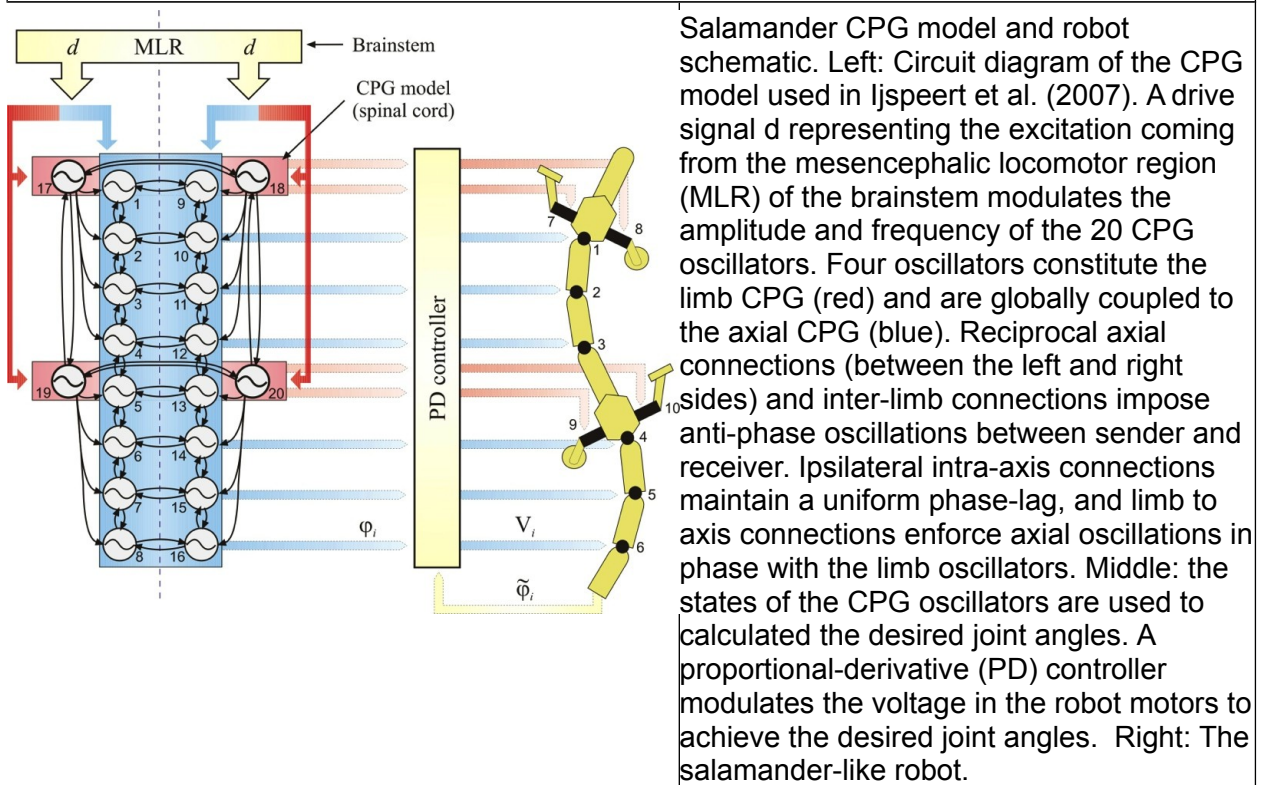 d MLR d
Brainstem
CPG model
(spinal cord)
17
18
1
9
2
10
3
11
4
12
19
20
5
13
6
14
7
15
8
16
φi
PD controller
Vi
φ̃i
7
8
1
2
3
10
9
4
5
6
Salamander CPG model and robot
schematic. Left: Circuit diagram of the CPG
model used in Ijspeert et al. (2007). A drive
signal d representing the excitation coming
from the mesencephalic locomotor region
(MLR) of the brainstem modulates the
amplitude and frequency of the 20 CPG
oscillators. Four oscillators constitute the
limb CPG (red) and are globally coupled to
the axial CPG (blue). Reciprocal axial
connections (between the left and right
sides) and inter-limb connections impose
anti-phase oscillations between sender and
receiver. Ipsilateral intra-axis connections
maintain a uniform phase-lag, and limb to
axis connections enforce axial oscillations in
phase with the limb oscillators. Middle: the
states of the CPG oscillators are used to
calculated the desired joint angles. A
proportional-derivative (PD) controller
modulates the voltage in the robot motors to
achieve the desired joint angles. Right: The
salamander-like robot.